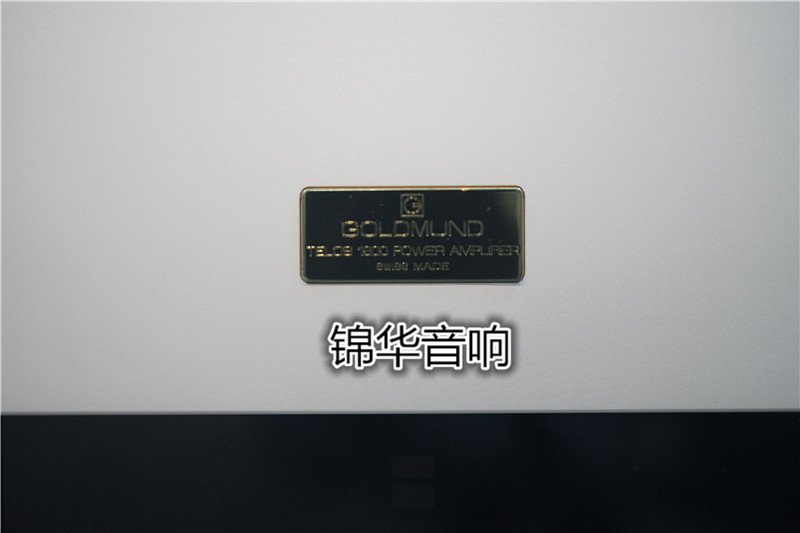 GOLDMUND
TELOS 1000 POWER AMPLIFIER
SWISS MADE
锦华音响